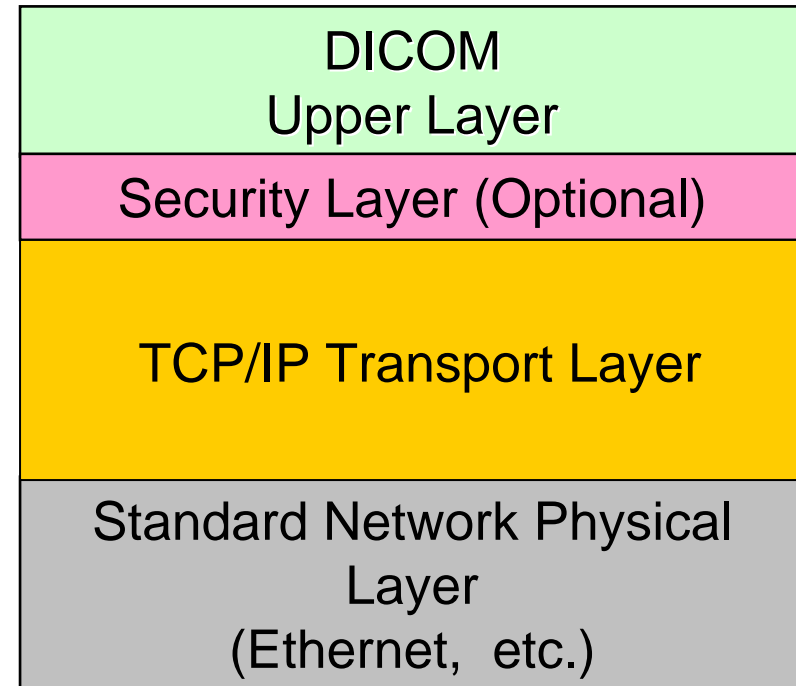 DICOM
Upper Layer
Security Layer (Optional)
TCP/IP Transport Layer
Standard Network Physical
Layer
(Ethernet,  etc.)